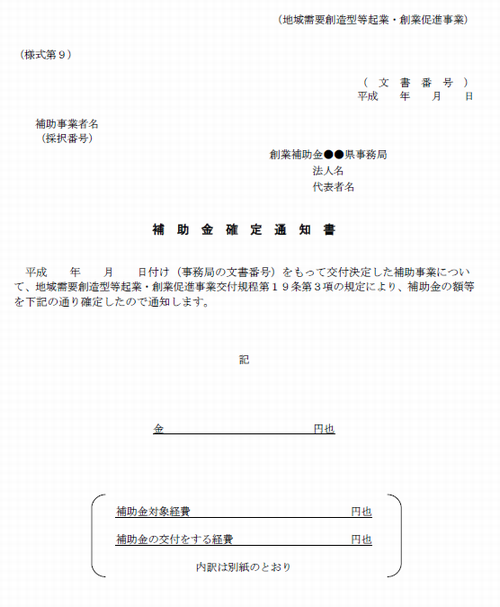 （地域需要創造型等起業・創業促進事業）
（様式第９）
（　文　書　番　号　）
平成　　年　　月　　日
補助事業者名
（採択番号）
創業補助金●●県事務局
法人名
代表者名
補　助　金　確　定　通　知　書
平成　　年　　月　　日付け（事務局の文書番号）をもって交付決定した補助事業につい
て、地域需要創造型等起業・創業促進事業交付規程第１９条第３項の規定により、補助金の額等
を下記の通り確定したので通知します。
記
金　　　　　　　　　　　　　　円也
補助金対象経費　　　　　　　　　　　　　　　円也
補助金の交付をする経費　　　　　　　　　　　円也
内訳は別紙のとおり